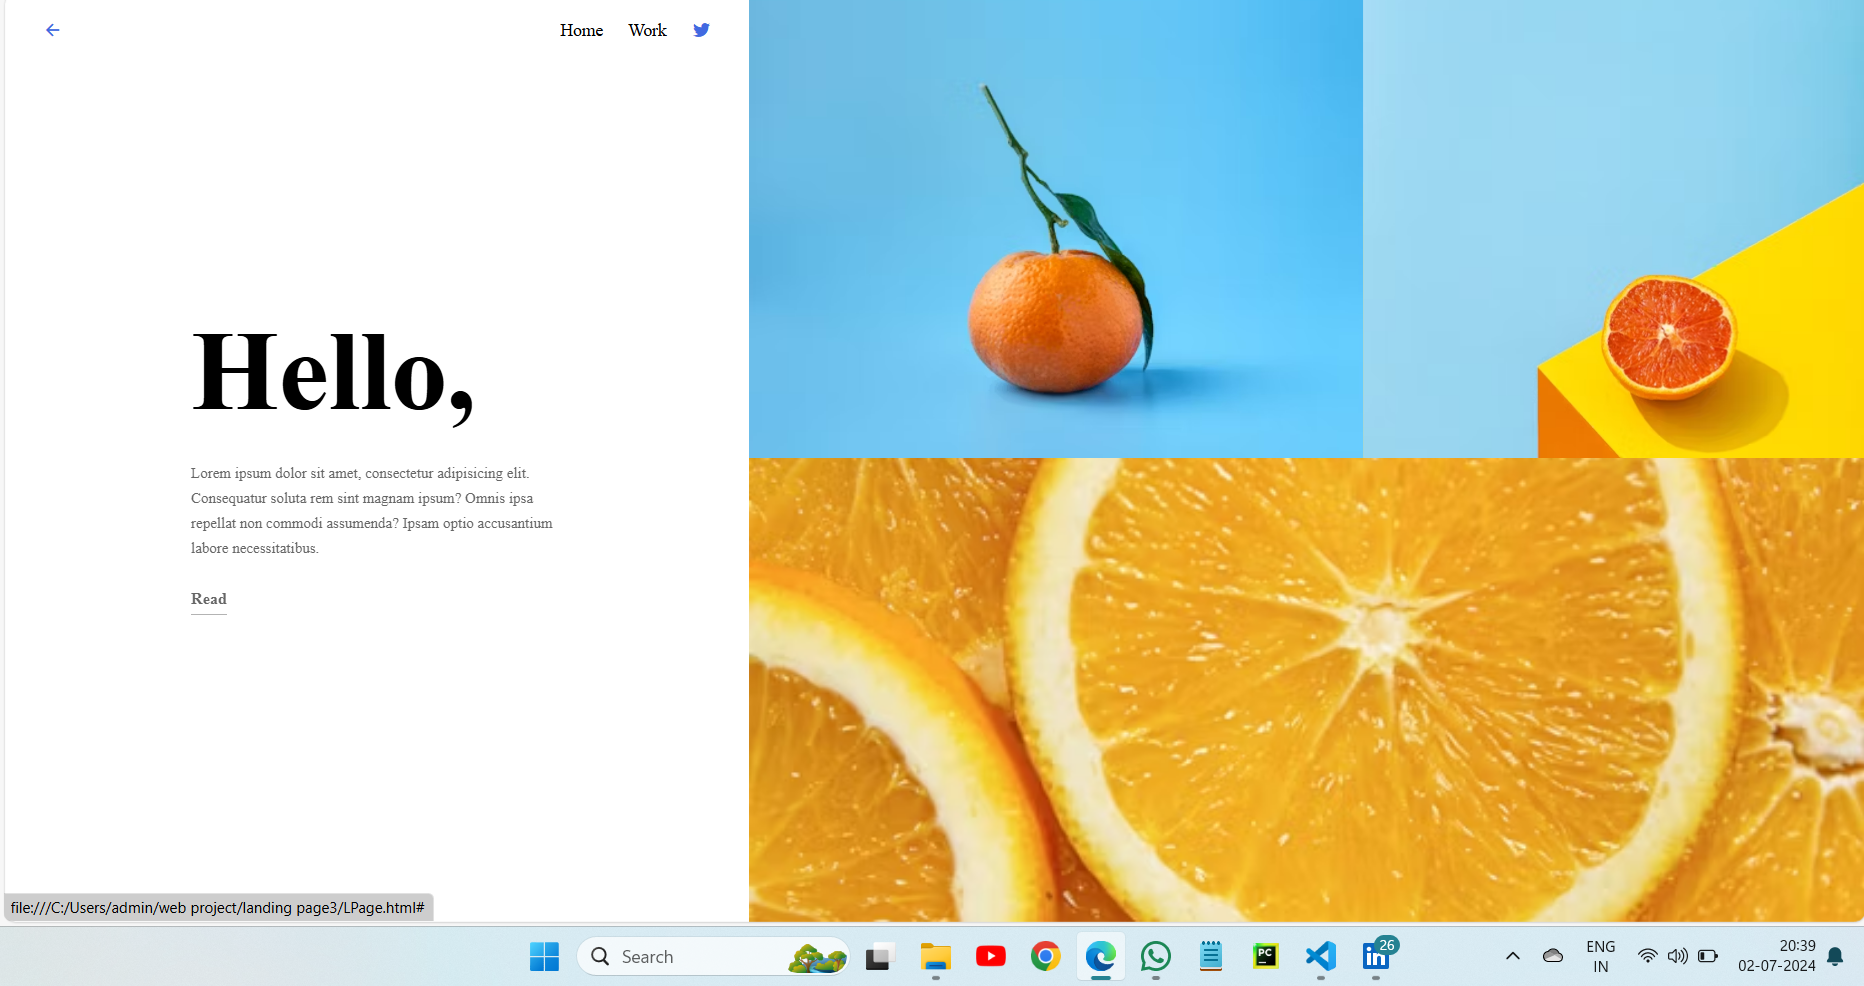 Home Work
Hello,
Lorem ipsum dolor sit amet, consectetur adipisicing elit.
Consequatur soluta rem sint magnam ipsum? Omnis ipsa
repellat non commodi assumenda? Ipsam optio accusantium
labore necessitatibus.
Read
file:///C:/Users/admin/web project/landing page3/LPage.html#
Search
PC
in
26
ENG
IN
20:39
02-07-2024